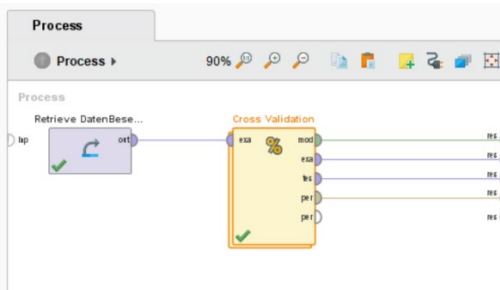 Process
Process
90%
Process
Retrieve DatenBese...
Cross Validation
inp
out
exa
mod
exa
tes
per
per
res
res
res
res
res